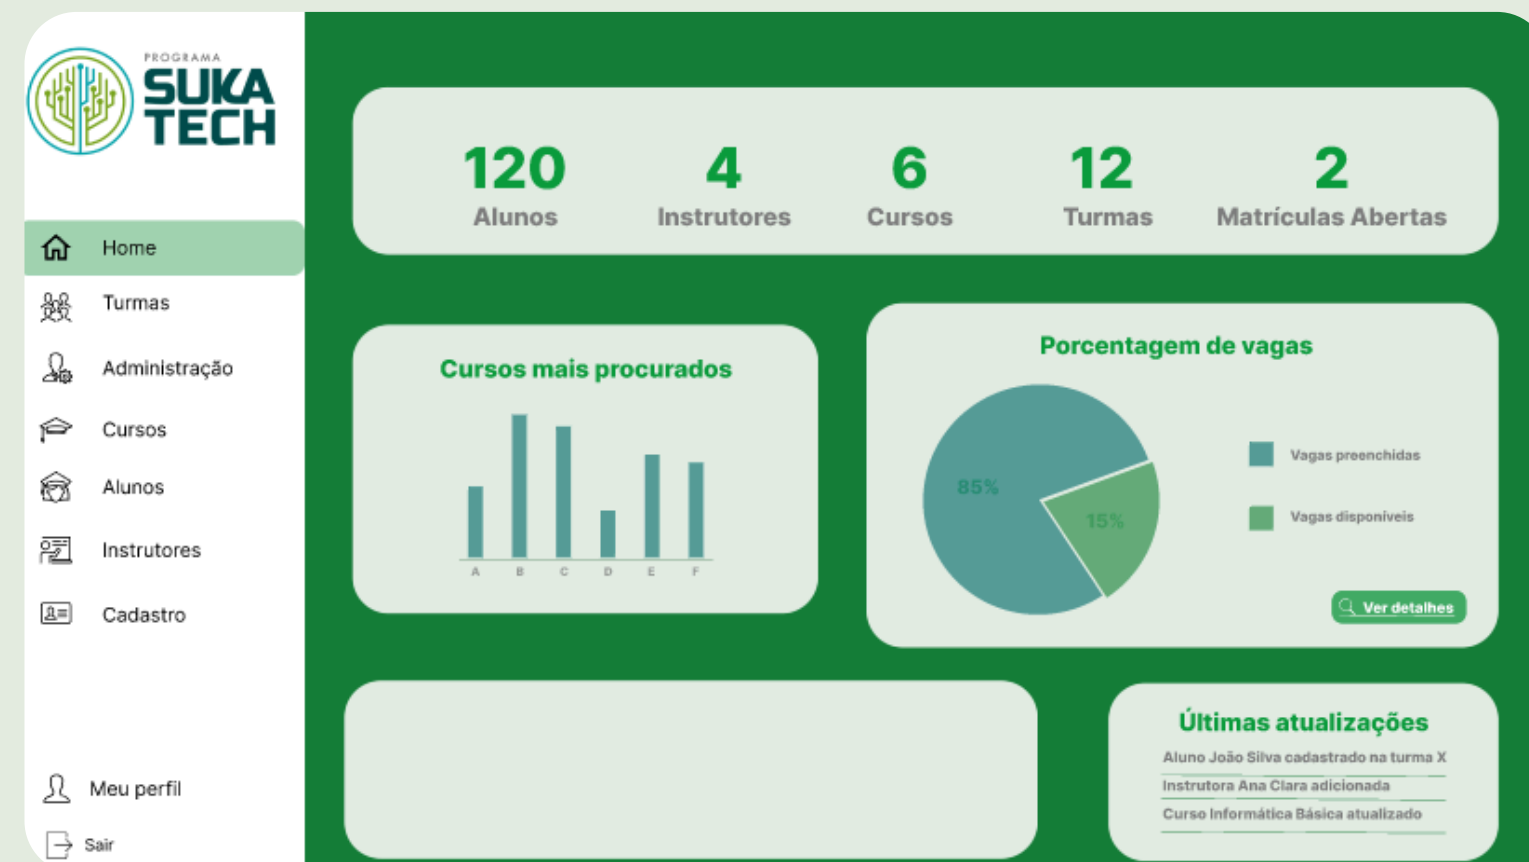 PROGRAMA
SUKA
TECH
Home
Turmas
Administração
Cursos
Alunos
Instrutores
Cadastro
Meu perfil
Sair
120
Alunos
4
Instrutores
6
Cursos
12
Turmas
2
Matrículas Abertas
Cursos mais procurados
A B C D E F
Porcentagem de vagas
85%
15%
Vagas preenchidas
Vagas disponíveis
Ver detalhes
Últimas atualizações
Aluno João Silva cadastrado na turma X
Instrutora Ana Clara adicionada
Curso Informática Básica atualizado